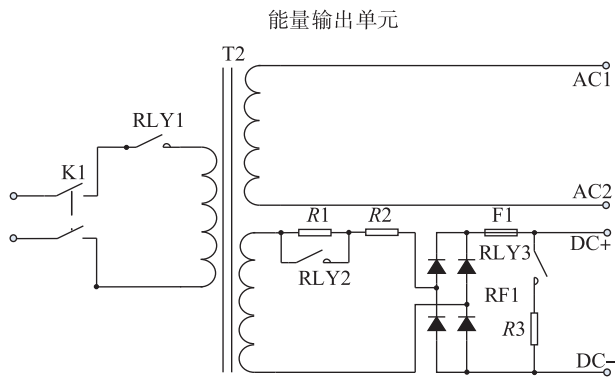 能量输出单元
T2
AC1
RLY1
K1
AC2
R1
R2
F1
DC+
RLY2
RLY3
RF1
R3
DC−